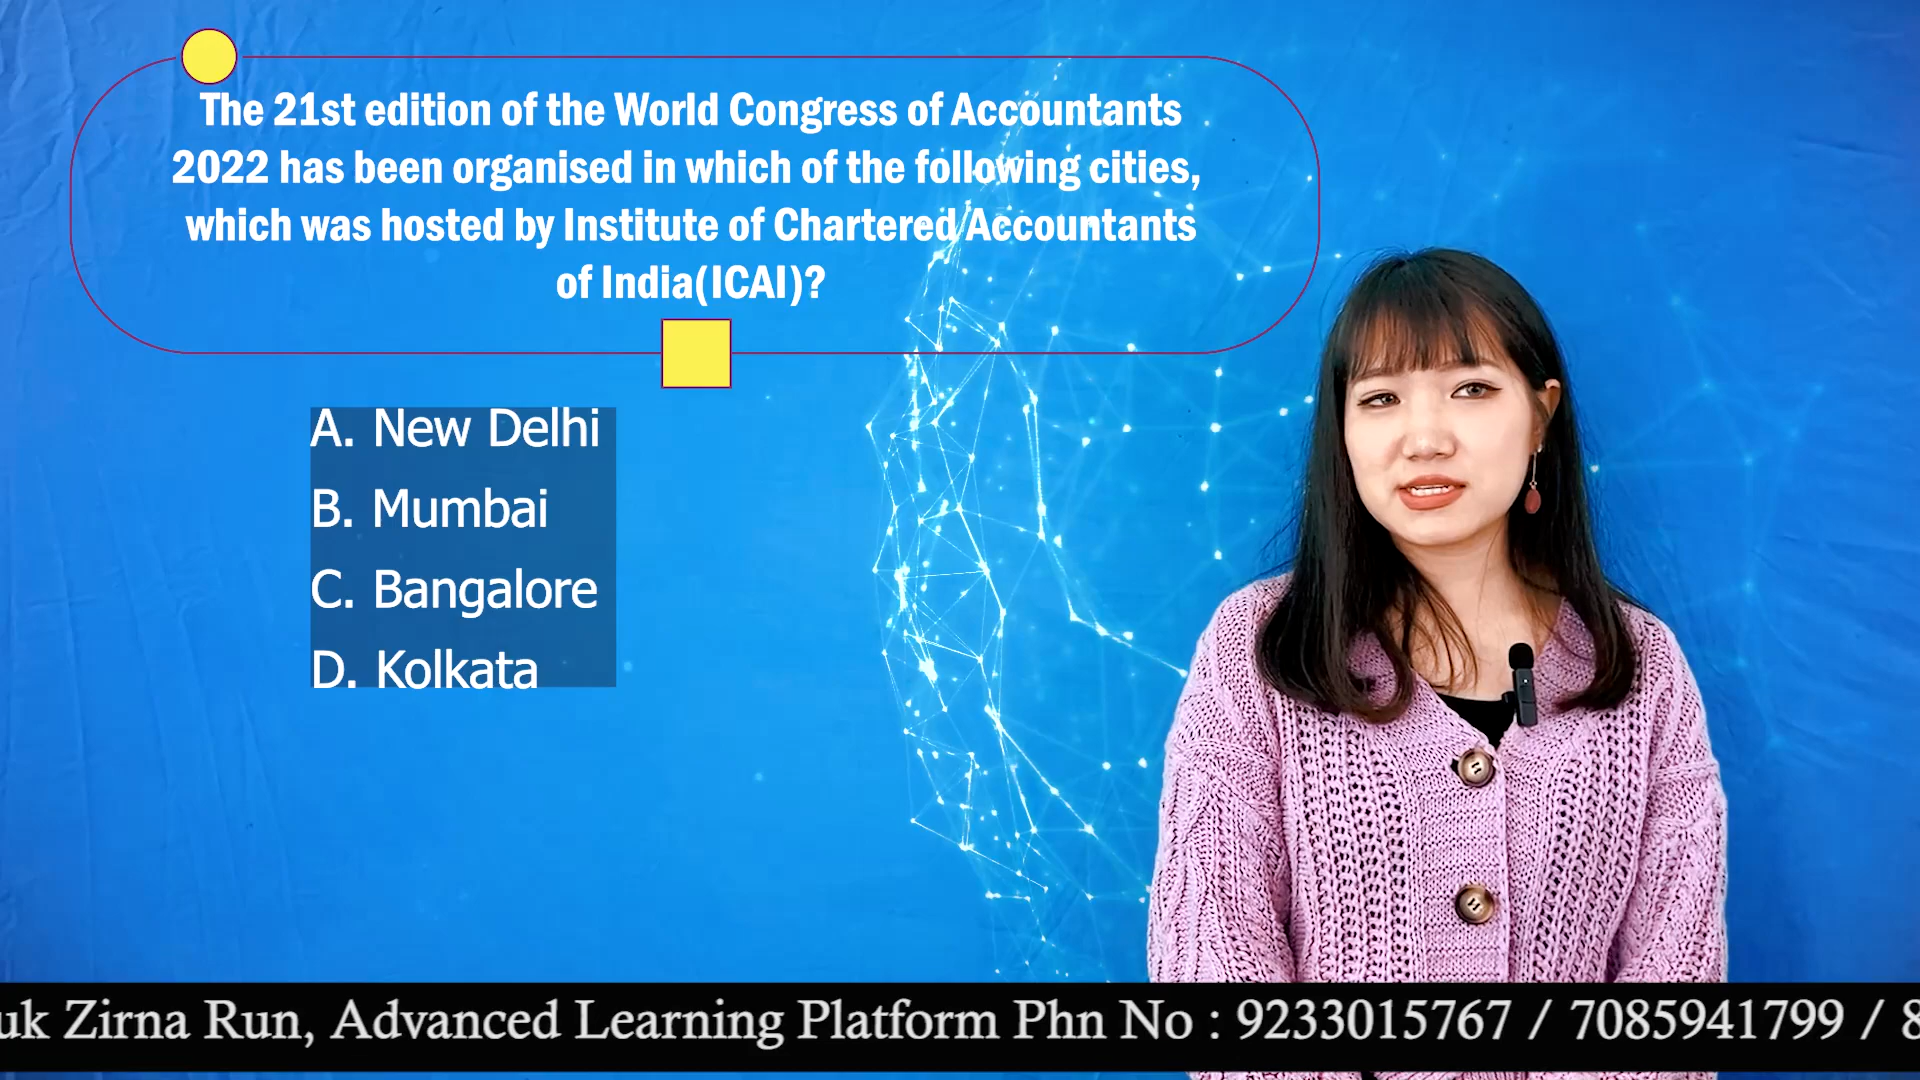 The 21st edition of the World Congress of Accountants
2022 has been organised in which of the following cities,
which was hosted by Institute of Chartered Accountants
of India(ICAI)?
A. New Delhi
B. Mumbai
C. Bangalore
D. Kolkata
Zirna Run, Advanced Learning Platform Phn No : 9233015767 / 7085941799 /